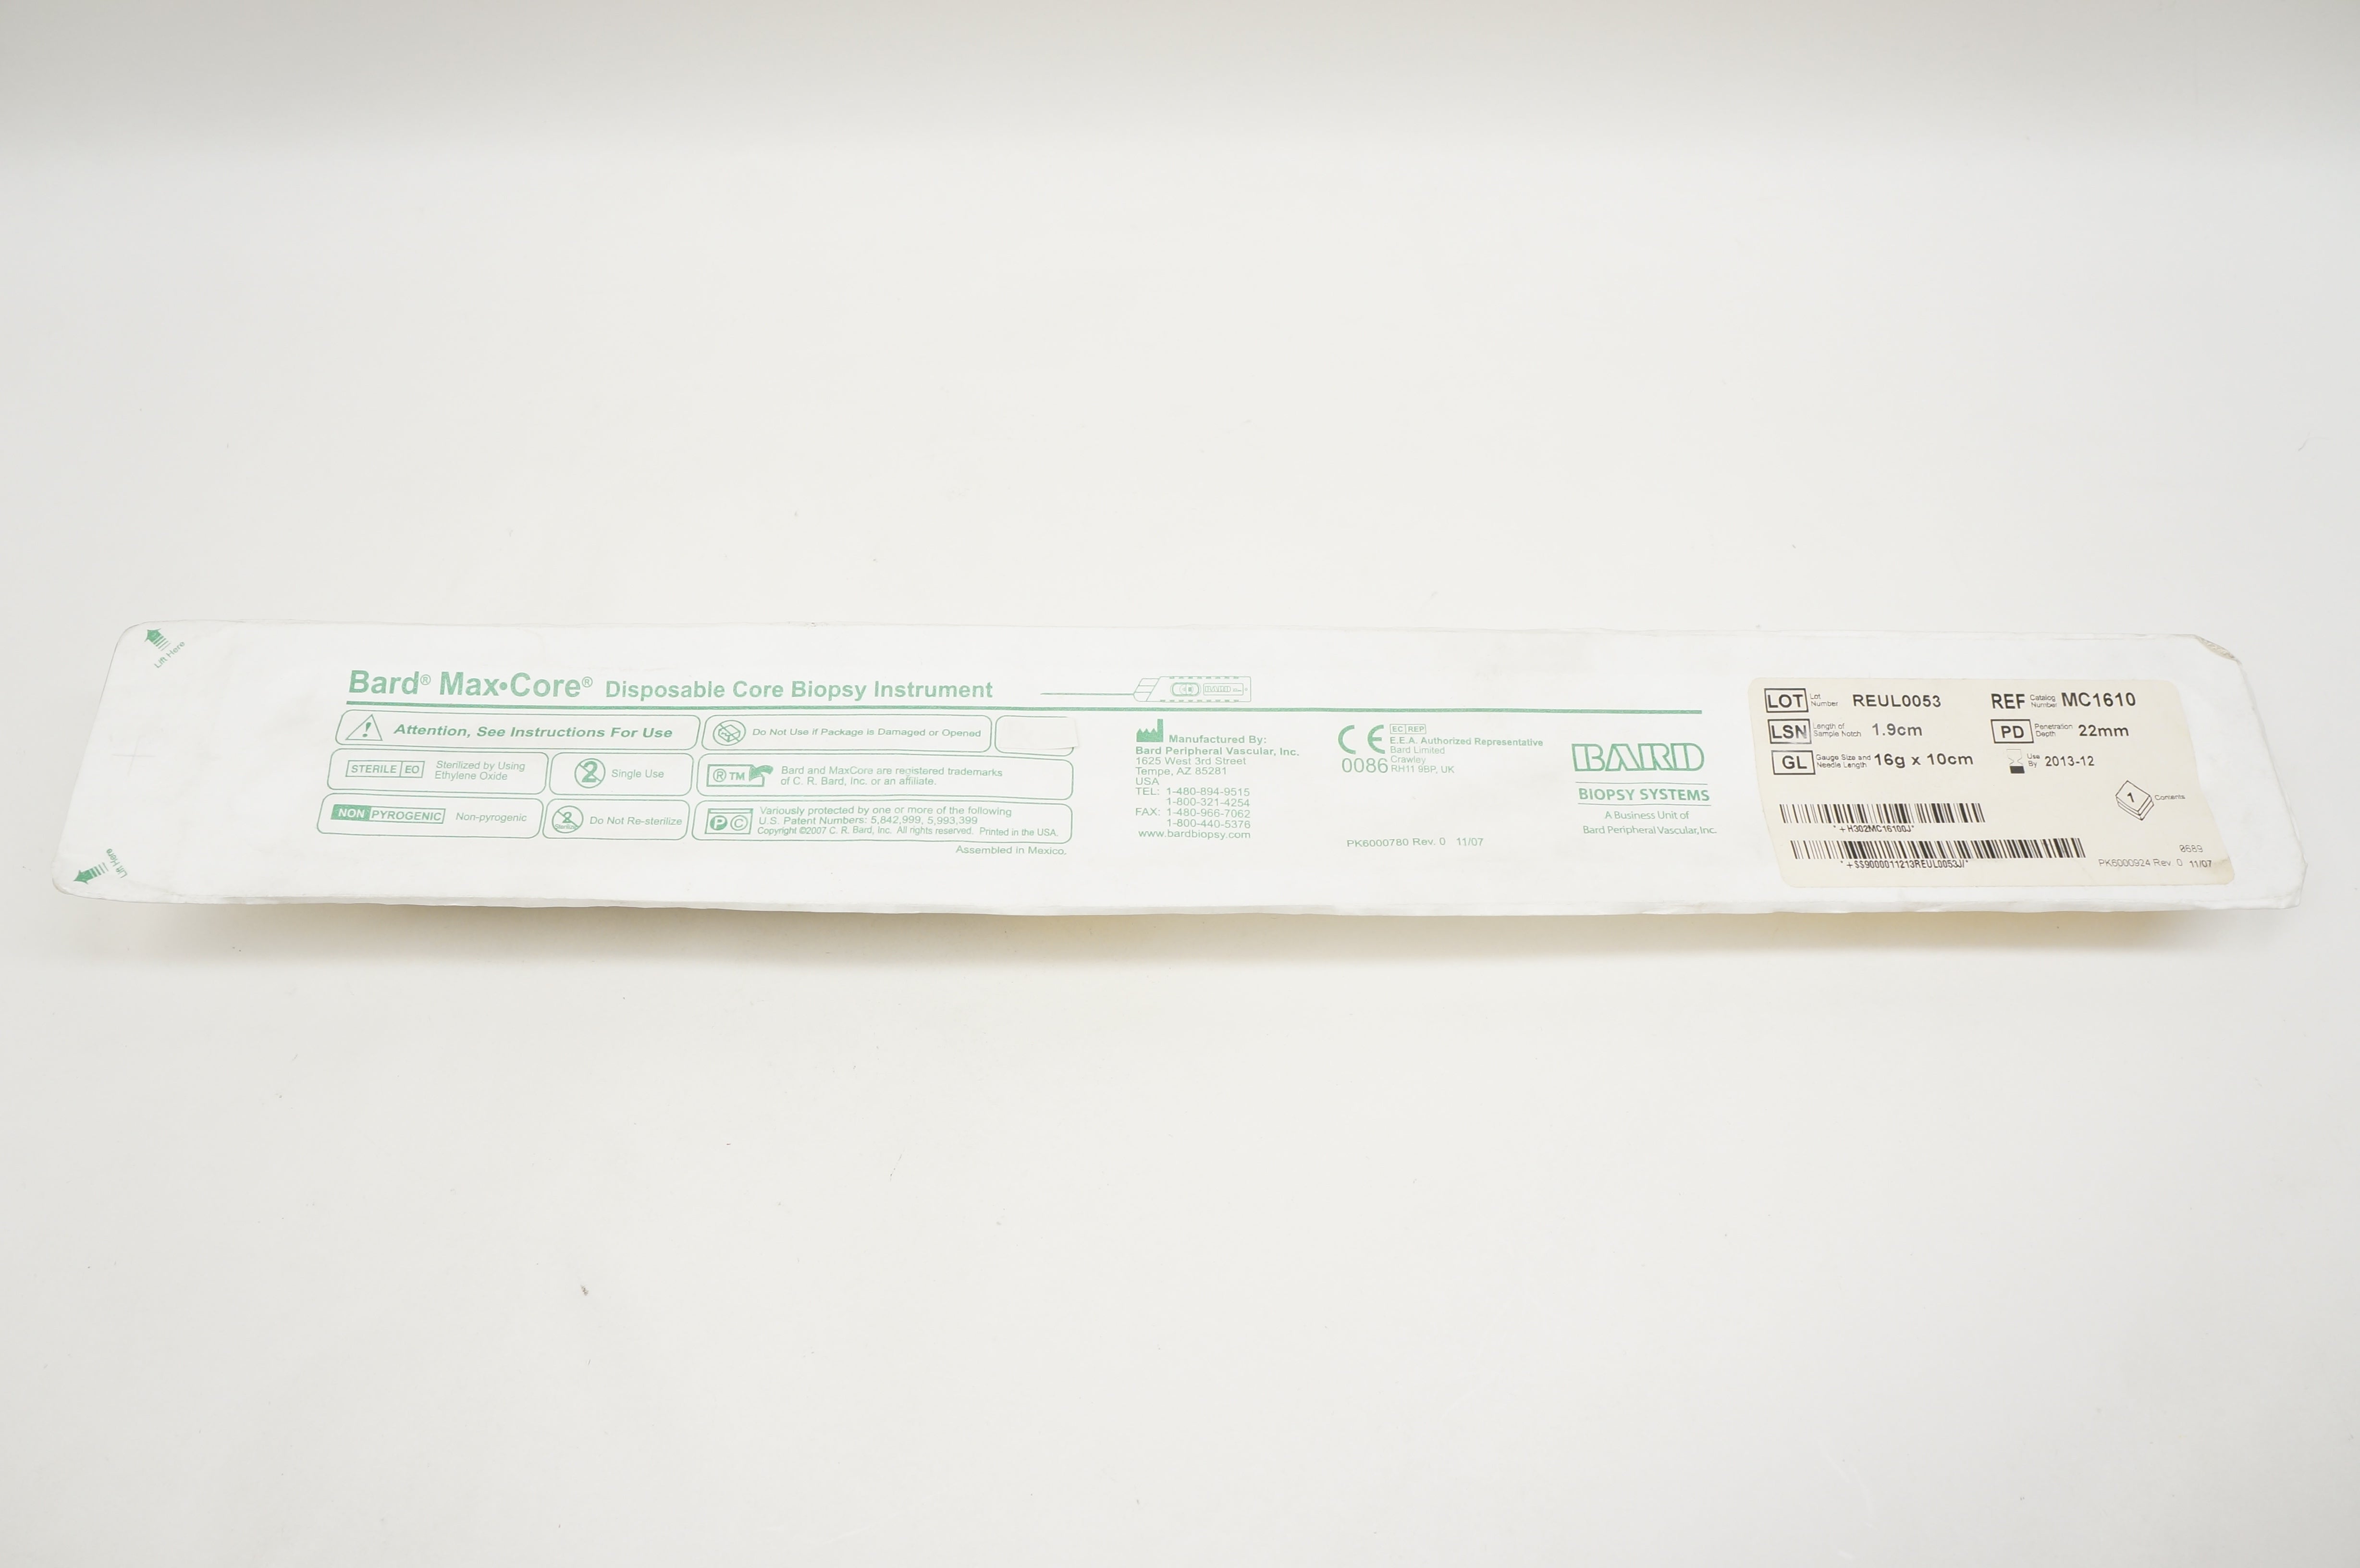 Lift Here
Bard® Max•Core® Disposable Core Biopsy Instrument
Attention, See Instructions For Use
Do Not Use if Package is Damaged or Opened
STERILE EO
Sterilized by Using
Ethylene Oxide
2
Single Use
® TM
Bard and MaxCore are registered trademarks
of C. R. Bard, Inc. or an affiliate.
NON PYROGENIC
Non-pyrogenic
2
Do Not Re-sterilize
P C
Variously protected by one or more of the following
U.S. Patent Numbers: 5,842,999, 5,993,399
Copyright ©2007 C. R. Bard, Inc. All rights reserved. Printed in the USA.
Assembled in Mexico.
Lift Here
Manufactured By:
Bard Peripheral Vascular, Inc.
1625 West 3rd Street
Tempe, AZ 85281
USA
TEL: 1-480-894-9515
1-800-321-4254
FAX: 1-480-966-7062
1-800-440-5376
www.bardbiopsy.com
CE
0086
EC REP
E.E.A. Authorized Representative
Bard Limited
Crawley
RH11 9BP, UK
PK6000780 Rev. 0 11/07
BARD
BIOPSY SYSTEMS
A Business Unit of
Bard Peripheral Vascular, Inc.
LOT Lot Number REUL0053
REF Catalog Number MC1610
LSN Length of Sample Notch 1.9cm
PD Penetration Depth 22mm
GL Gauge Size and Needle Length 16g x 10cm
Use By 2013-12
1 Contents
*+H302MC16100J*
*+$$9000011213REUL0053J/*
0689
PK6000924 Rev. 0 11/07